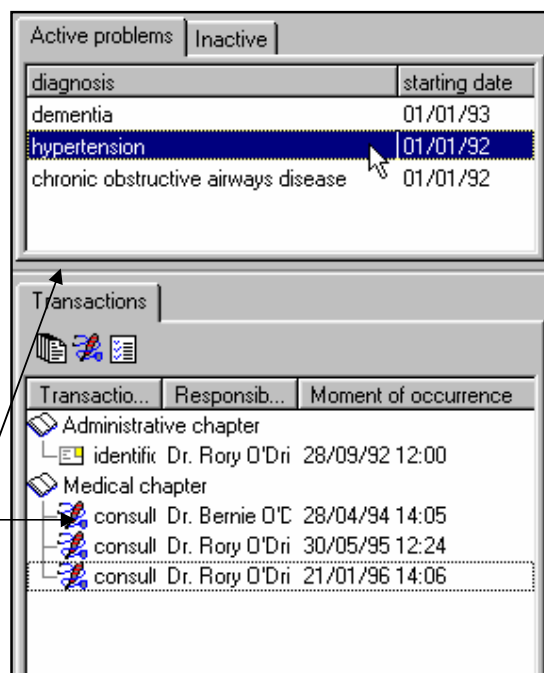 Active problems Inactive
diagnosis starting date
dementia 01/01/93
hypertension 01/01/92
chronic obstructive airways disease 01/01/92
Transactions
Transactio... Responsib... Moment of occurrence
Administrative chapter
identific Dr. Rory O'Dri 28/09/92 12:00
Medical chapter
consult Dr. Bernie O'D 28/04/94 14:05
consult Dr. Rory O'Dri 30/05/95 12:24
consult Dr. Rory O'Dri 21/01/96 14:06